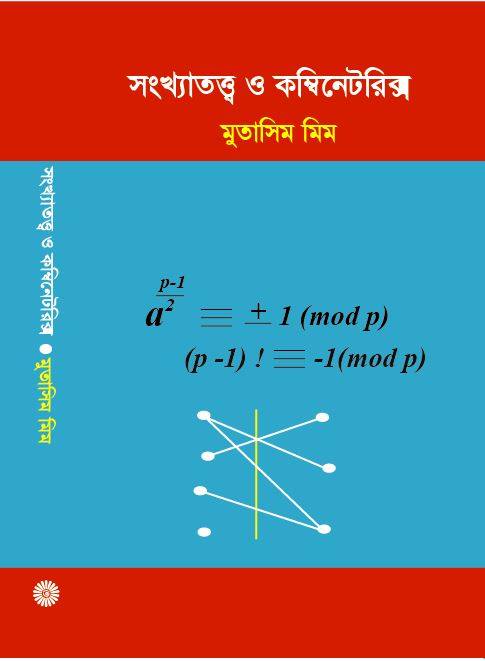 সংখ্যাতত্ত্ব ও কম্বিনেটরিক্স
মুতাসিম মিম
সংখ্যাতত্ত্ব ও কম্বিনেটরিক্স ● মুতাসিম মিম
a^((p-1)/2) ≡ ± 1 (mod p)
(p -1) ! ≡ -1(mod p)